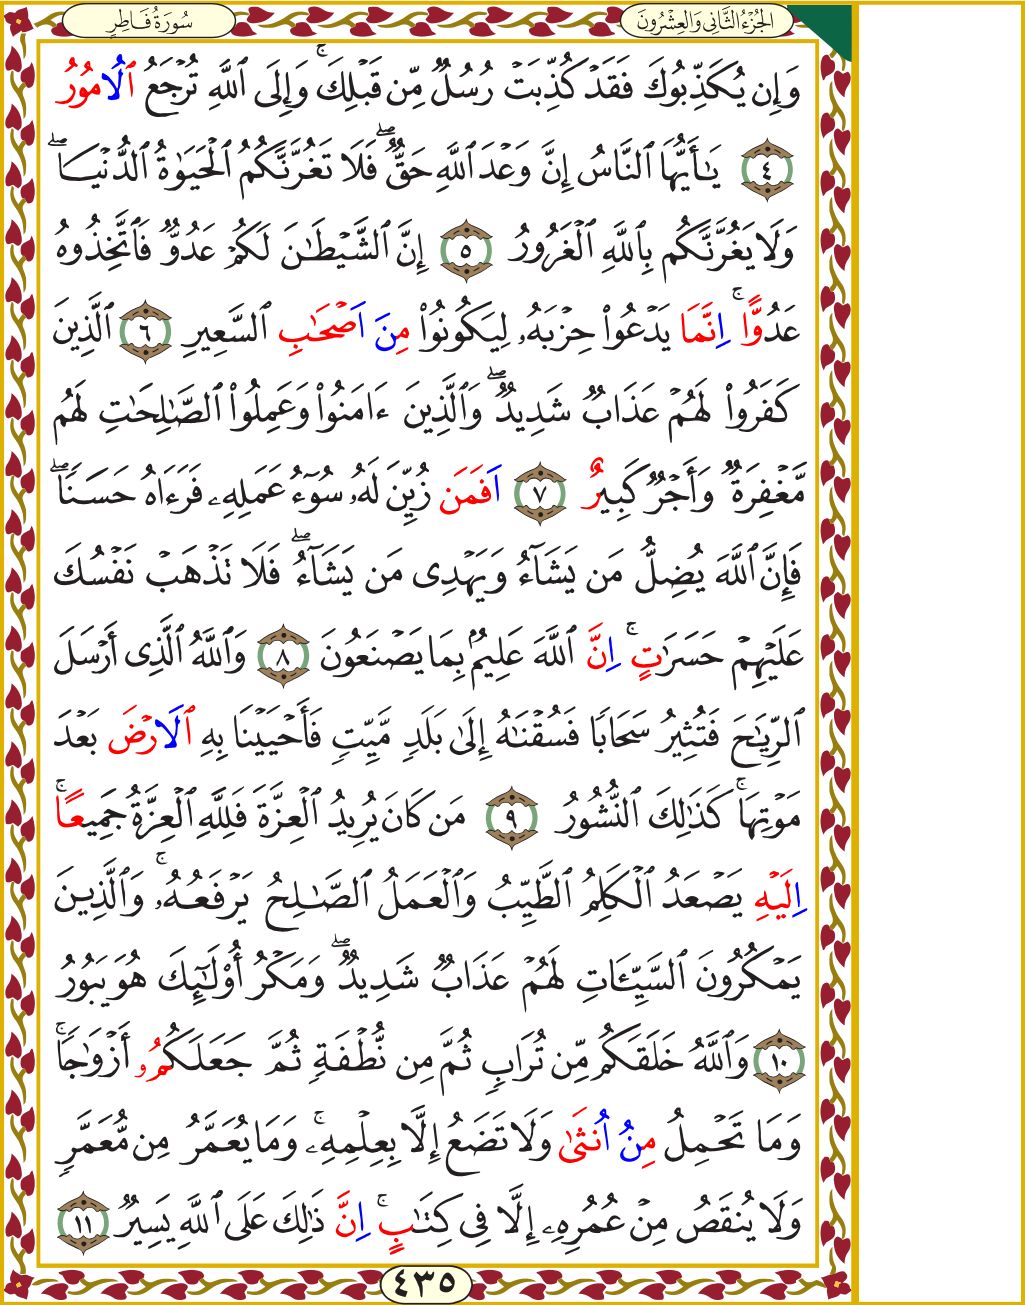 الجُزْءُ الثَّانِي وَالعِشْرُونَ
سُورَةُ فَاطِرٍ
وَإِن يُكَذِّبُوكَ فَقَدۡ كُذِّبَتۡ رُسُلٌ مِّن قَبۡلِكَۚ وَإِلَى ٱللَّهِ تُرۡجَعُ ٱلُامُورُ
٤ يَٰٓأَيُّهَا ٱلنَّاسُ إِنَّ وَعۡدَ ٱللَّهِ حَقٌّۖ فَلَا تَغُرَّنَّكُمُ ٱلۡحَيَوٰةُ ٱلدُّنۡيَاۖ
وَلَا يَغُرَّنَّكُم بِٱللَّهِ ٱلۡغَرُورُ ٥ إِنَّ ٱلشَّيۡطَٰنَ لَكُمۡ عَدُوٌّ فَٱتَّخِذُوهُ
عَدُوًّاۚ اِنَّمَا يَدۡعُواْ حِزۡبَهُۥ لِيَكُونُواْ مِنَ اَصۡحَٰبِ ٱلسَّعِيرِ ٦ ٱلَّذِينَ
كَفَرُواْ لَهُمۡ عَذَابٌ شَدِيدٌۖ وَٱلَّذِينَ ءَامَنُواْ وَعَمِلُواْ ٱلصَّٰلِحَٰتِ لَهُم
مَّغۡفِرَةٌ وَأَجۡرٌ كَبِيرٌ ٧ اَفَمَن زُيِّنَ لَهُۥ سُوٓءُ عَمَلِهِۦ فَرَءَاهُ حَسَنًاۖ
فَإِنَّ ٱللَّهَ يُضِلُّ مَن يَشَآءُ وَيَهۡدِي مَن يَشَآءُۖ فَلَا تَذۡهَبۡ نَفۡسُكَ
عَلَيۡهِمۡ حَسَرَٰتٍۚ اِنَّ ٱللَّهَ عَلِيمُۢ بِمَا يَصۡنَعُونَ ٨ وَٱللَّهُ ٱلَّذِي أَرۡسَلَ
ٱلرِّيَٰحَ فَتُثِيرُ سَحَابًا فَسُقۡنَٰهُ إِلَىٰ بَلَدٍ مَّيِّتٍ فَأَحۡيَيۡنَا بِهِ ٱلَارۡضَ بَعۡدَ
مَوۡتِهَاۚ كَذَٰلِكَ ٱلنُّشُورُ ٩ مَن كَانَ يُرِيدُ ٱلۡعِزَّةَ فَلِلَّهِ ٱلۡعِزَّةُ جَمِيعًاۚ
اِلَيۡهِ يَصۡعَدُ ٱلۡكَلِمُ ٱلطَّيِّبُ وَٱلۡعَمَلُ ٱلصَّٰلِحُ يَرۡفَعُهُۥۚ وَٱلَّذِينَ
يَمۡكُرُونَ ٱلسَّيِّـَٔاتِ لَهُمۡ عَذَابٌ شَدِيدٌۖ وَمَكۡرُ أُوْلَٰٓئِكَ هُوَ يَبُورُ
١٠ وَٱللَّهُ خَلَقَكُم مِّن تُرَابٍ ثُمَّ مِن نُّطۡفَةٍ ثُمَّ جَعَلَكُمُۥٓ أَزۡوَٰجًاۚ
وَمَا تَحۡمِلُ مِنُ اُنثَىٰ وَلَا تَضَعُ إِلَّا بِعِلۡمِهِۦۚ وَمَا يُعَمَّرُ مِن مُّعَمَّرٍ
وَلَا يُنقَصُ مِنۡ عُمُرِهِۦٓ إِلَّا فِي كِتَٰبٍۚ اِنَّ ذَٰلِكَ عَلَى ٱللَّهِ يَسِيرٌ ١١
٤٣٥